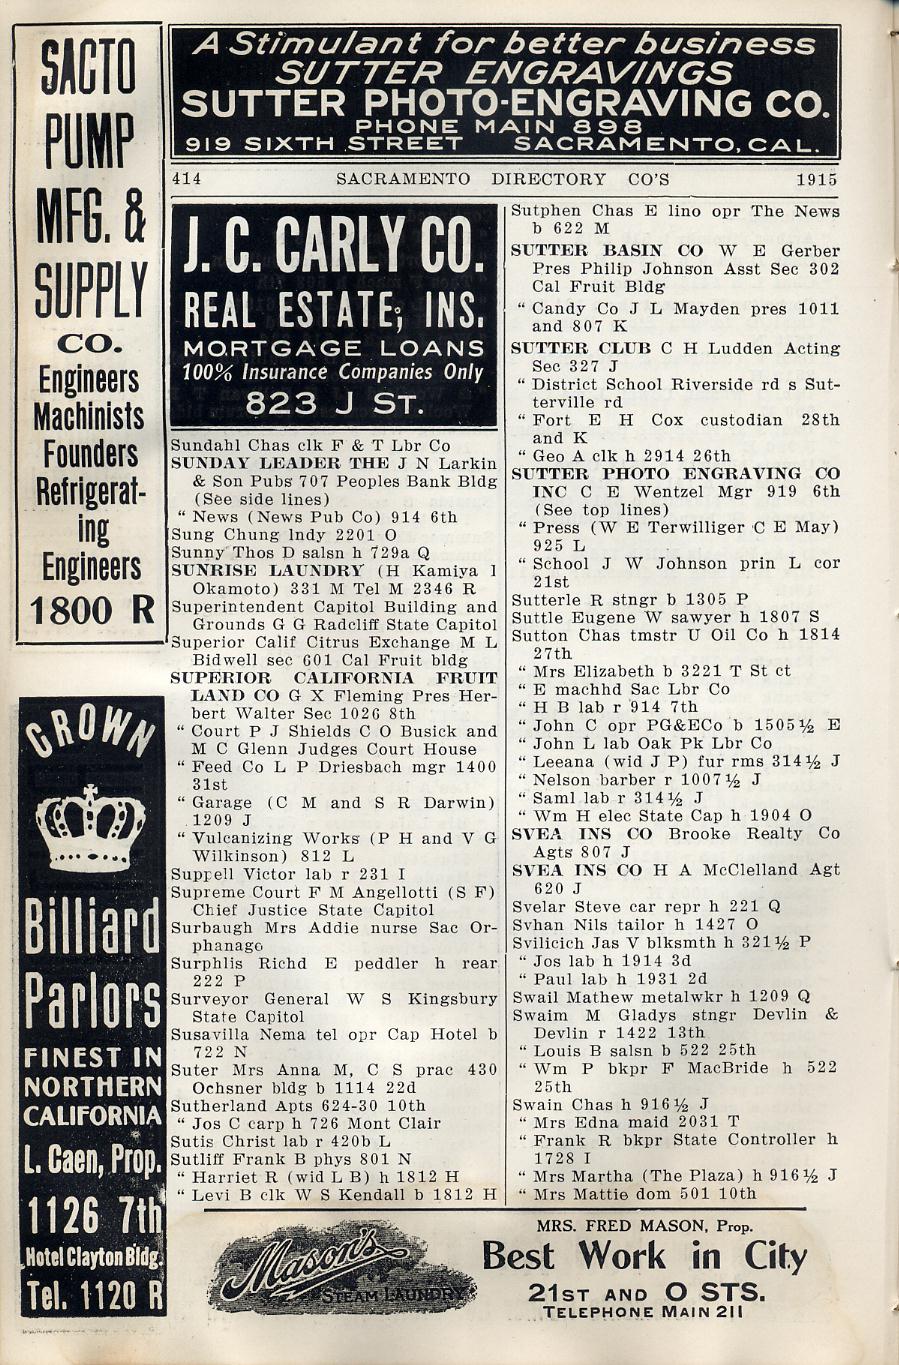 SACTO
PUMP
MFG. &
SUPPLY
CO.
Engineers
Machinists
Founders
Refrigerat-
ing
Engineers
1800 R
CROWN
Billiard
Parlors
FINEST IN
NORTHERN
CALIFORNIA
L. Caen, Prop.
1126 7th
Hotel Clayton Bldg.
Tel. 1120 R
A Stimulant for better business
SUTTER ENGRAVINGS
SUTTER PHOTO-ENGRAVING CO.
PHONE MAIN 898
919 SIXTH STREET SACRAMENTO, CAL.
414 SACRAMENTO DIRECTORY CO'S 1915
J. C. CARLY CO.
REAL ESTATE, INS.
MORTGAGE LOANS
100% Insurance Companies Only
823 J ST.
Sundahl Chas clk F & T Lbr Co
SUNDAY LEADER THE J N Larkin
& Son Pubs 707 Peoples Bank Bldg
(See side lines)
" News (News Pub Co) 914 6th
Sung Chung lndy 2201 O
Sunny Thos D salsn h 729a Q
SUNRISE LAUNDRY (H Kamiya I
Okamoto) 331 M Tel M 2346 R
Superintendent Capitol Building and
Grounds G G Radcliff State Capitol
Superior Calif Citrus Exchange M L
Bidwell sec 601 Cal Fruit bldg
SUPERIOR CALIFORNIA FRUIT
LAND CO G X Fleming Pres Her-
bert Walter Sec 1026 8th
" Court P J Shields C O Busick and
M C Glenn Judges Court House
" Feed Co L P Driesbach mgr 1400
31st
" Garage (C M and S R Darwin)
1209 J
" Vulcanizing Works (P H and V G
Wilkinson) 812 L
Suppell Victor lab r 231 I
Supreme Court F M Angellotti (S F)
Chief Justice State Capitol
Surbaugh Mrs Addie nurse Sac Or-
phanage
Surphlis Richd E peddler h rear
222 P
Surveyor General W S Kingsbury
State Capitol
Susavilla Nema tel opr Cap Hotel b
722 N
Suter Mrs Anna M, C S prac 430
Ochsner bldg b 1114 22d
Sutherland Apts 624-30 10th
" Jos C carp h 726 Mont Clair
Sutis Christ lab r 420b L
Sutliff Frank B phys 801 N
" Harriet R (wid L B) h 1812 H
" Levi B clk W S Kendall b 1812 H
Sutphen Chas E lino opr The News
b 622 M
SUTTER BASIN CO W E Gerber
Pres Philip Johnson Asst Sec 302
Cal Fruit Bldg
" Candy Co J L Mayden pres 1011
and 807 K
SUTTER CLUB C H Ludden Acting
Sec 327 J
" District School Riverside rd s Sut-
terville rd
" Fort E H Cox custodian 28th
and K
" Geo A clk h 2914 26th
SUTTER PHOTO ENGRAVING CO
INC C E Wentzel Mgr 919 6th
(See top lines)
" Press (W E Terwilliger C E May)
925 L
" School J W Johnson prin L cor
21st
Sutterle R stngr b 1305 P
Suttle Eugene W sawyer h 1807 S
Sutton Chas tmstr U Oil Co h 1814
27th
" Mrs Elizabeth b 3221 T St ct
" E machhd Sac Lbr Co
" H B lab r 914 7th
" John C opr PG&ECo b 1505½ E
" John L lab Oak Pk Lbr Co
" Leeana (wid J P) fur rms 314½ J
" Nelson barber r 1007½ J
" Saml lab r 314½ J
" Wm H elec State Cap h 1904 O
SVEA INS CO Brooke Realty Co
Agts 807 J
SVEA INS CO H A McClelland Agt
620 J
Svelar Steve car repr h 221 Q
Svhan Nils tailor h 1427 O
Svilicich Jas V blksmth h 321½ P
" Jos lab h 1914 3d
" Paul lab h 1931 2d
Swail Mathew metalwkr h 1209 Q
Swaim M Gladys stngr Devlin &
Devlin r 1422 13th
" Louis B salsn b 522 25th
" Wm P bkpr F MacBride h 522
25th
Swain Chas h 916½ J
" Mrs Edna maid 2031 T
" Frank R bkpr State Controller h
1728 I
" Mrs Martha (The Plaza) h 916½ J
" Mrs Mattie dom 501 10th
Mason's
STEAM LAUNDRY
MRS. FRED MASON, Prop.
Best Work in City
21ST AND O STS.
TELEPHONE MAIN 211